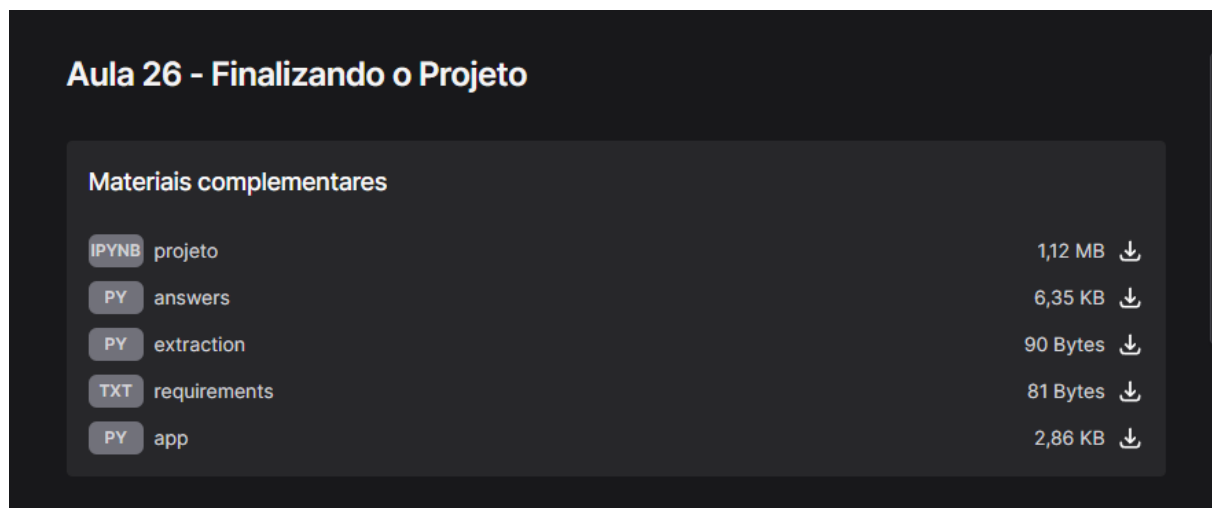 Aula 26 - Finalizando o Projeto
Materiais complementares
IPYNB projeto 1,12 MB
PY answers 6,35 KB
PY extraction 90 Bytes
TXT requirements 81 Bytes
PY app 2,86 KB